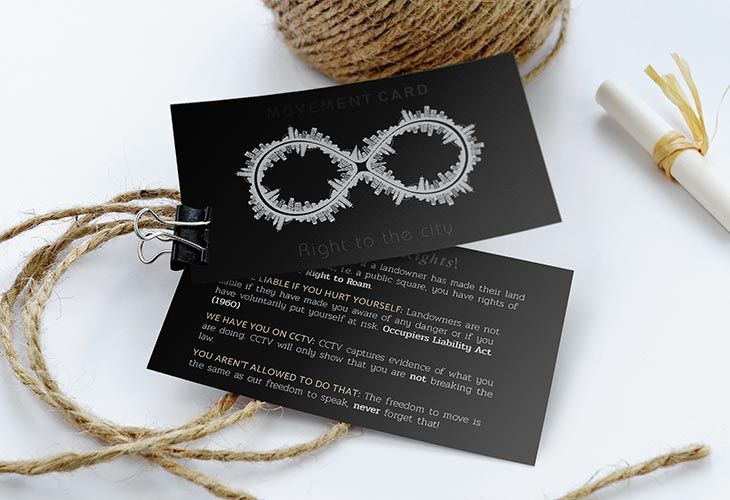 MOVEMENT CARD
Right to the city
Rights!
if a landowner has made their land
i.e. a public square, you have rights of
Right to Roam.
LIABLE IF YOU HURT YOURSELF: Landowners are not
liable if they have made you aware of any danger or if you
have voluntarily put yourself at risk. Occupiers Liability Act
(1960)
WE HAVE YOU ON CCTV: CCTV captures evidence of what you
are doing. CCTV will only show that you are not breaking the
law.
YOU AREN'T ALLOWED TO DO THAT: The freedom to move is
the same as our freedom to speak, never forget that!